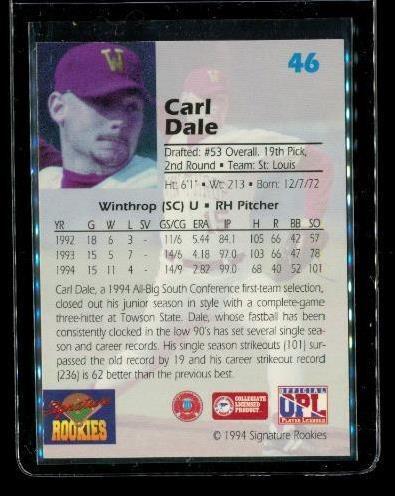 46
W
Carl
Dale
Drafted: #53 Overall. 19th Pick,
2nd Round • Team: St. Louis
Ht: 6'1" • Wt: 213 • Born: 12/7/72
Winthrop (SC) U • RH Pitcher
YR G W L SV GS/CG ERA IP H R BB SO
1992 18 6 3 - 11/6 5.44 84.1 105 66 42 57
1993 15 5 7 - 14/6 4.18 97.0 103 66 47 78
1994 15 11 4 - 14/9 2.82 99.0 68 40 52 101
Carl Dale, a 1994 All-Big South Conference first-team selection,
closed out his junior season in style with a complete-game
three-hitter at Towson State. Dale, whose fastball has been
consistently clocked in the low 90's has set several single sea-
son and career records. His single season strikeouts (101) sur-
passed the old record by 19 and his career strikeout record
(236) is 62 better than the previous best.
Signature
ROOKIES
COLLEGIATE
LICENSED
PRODUCT
OFFICIAL
OPL
PLAYER LICENSED
© 1994 Signature Rookies